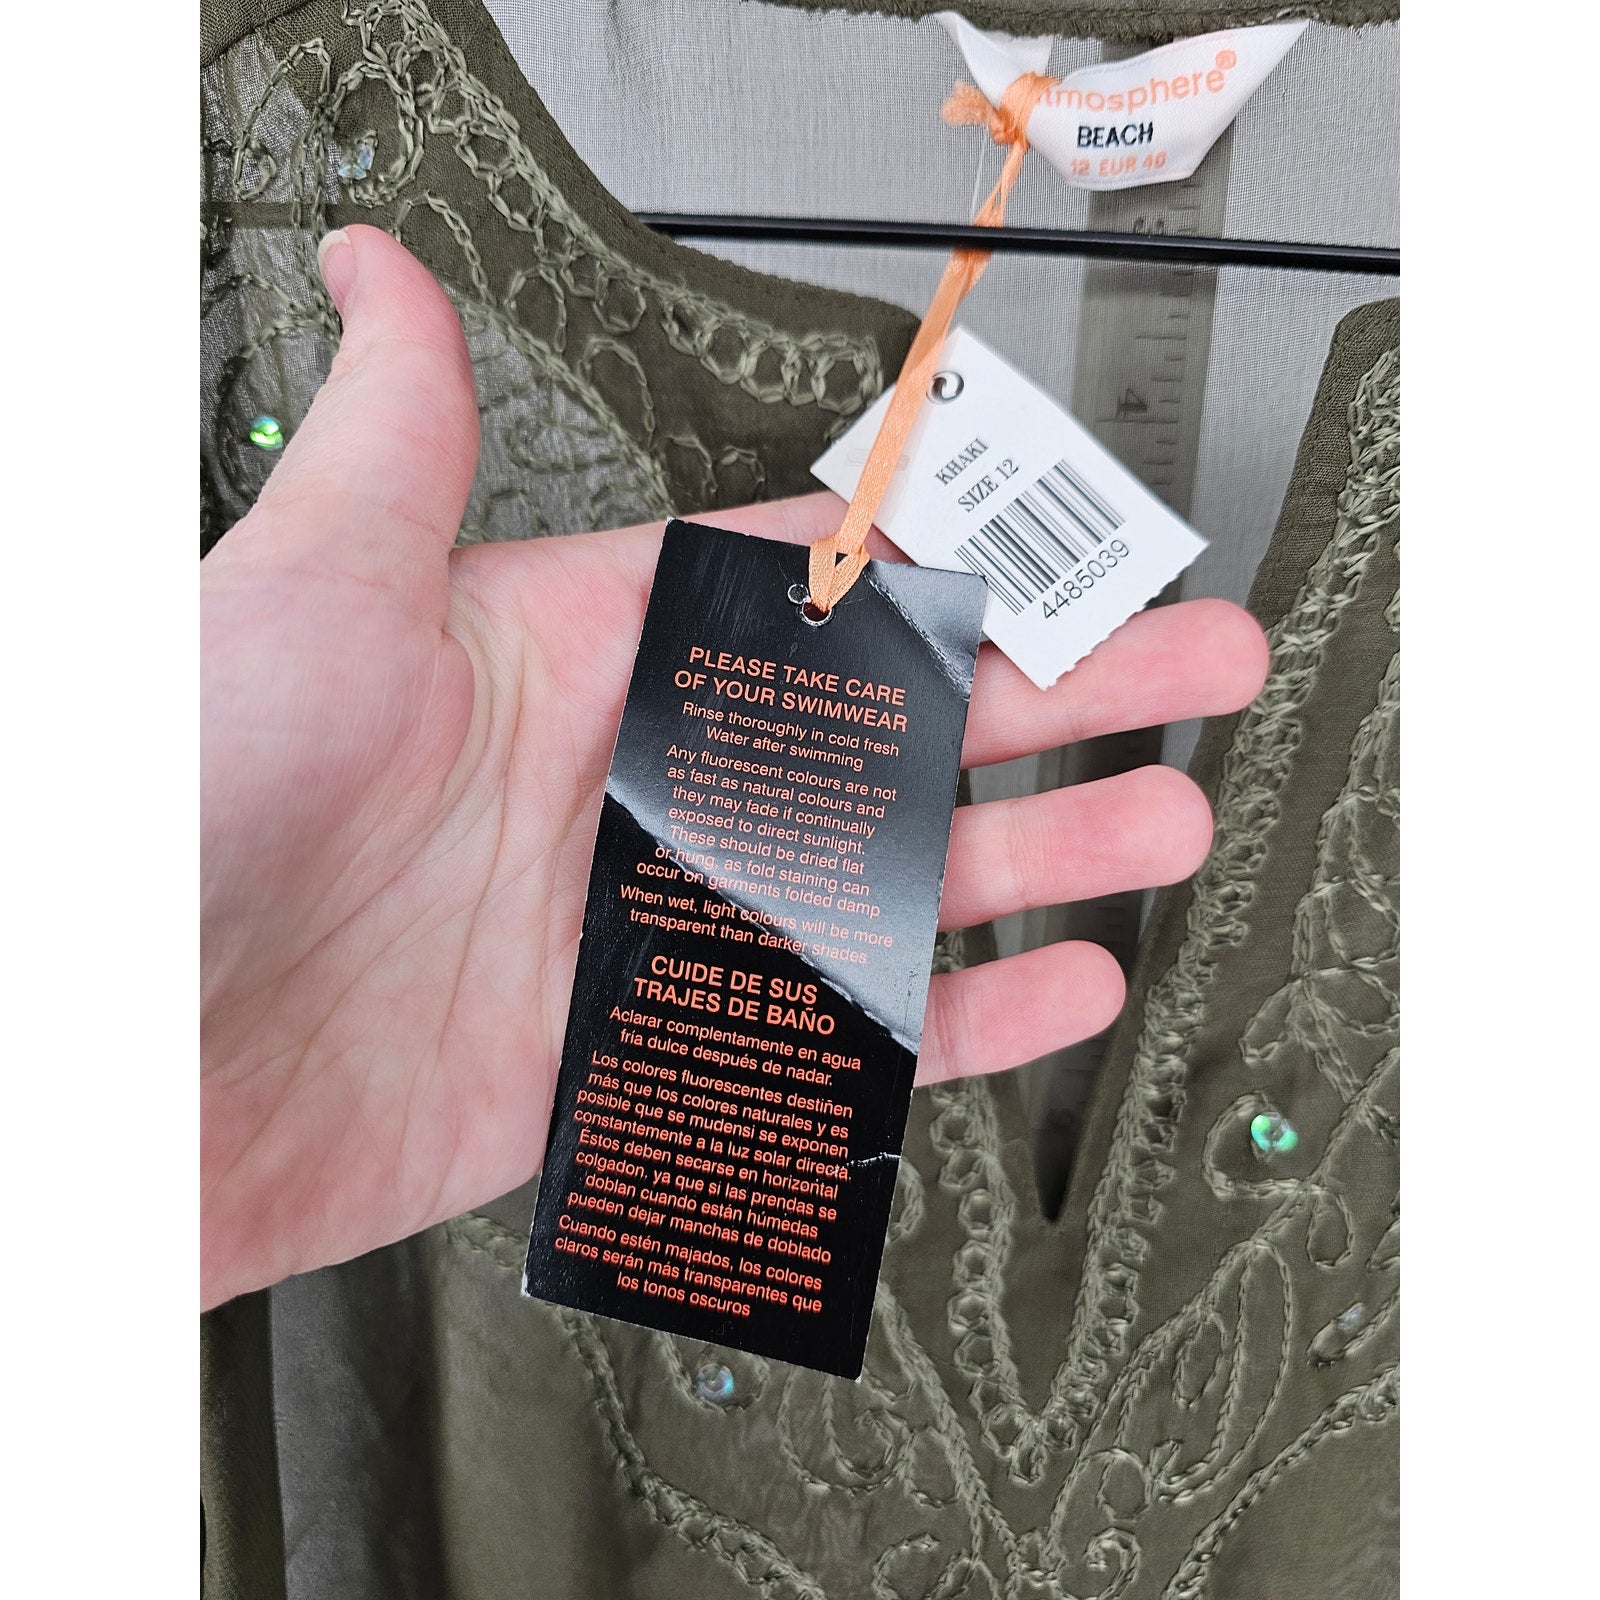 atmosphere
BEACH
12 EUR 40
KHAKI
SIZE 12
4485039
PLEASE TAKE CARE
OF YOUR SWIMWEAR
Rinse thoroughly in cold fresh
Water after swimming
Any fluorescent colours are not
as fast as natural colours and
they may fade if continually
exposed to direct sunlight.
These should be dried flat
or hung, as fold staining can
occur on garments folded damp
When wet, light colours will be more
transparent than darker shades
CUIDE DE SUS
TRAJES DE BAÑO
Aclarar complentamente en agua
fría dulce después de nadar.
Los colores fluorescentes destiñen
más que los colores naturales y es
posible que se mudensi se exponen
constantemente a la luz solar directa.
Éstos deben secarse en horizontal
colgadon, ya que si las prendas se
doblan cuando están húmedas
pueden dejar manchas de doblado
Cuando estén majados, los colores
claros serán más transparentes que
los tonos oscuros
4